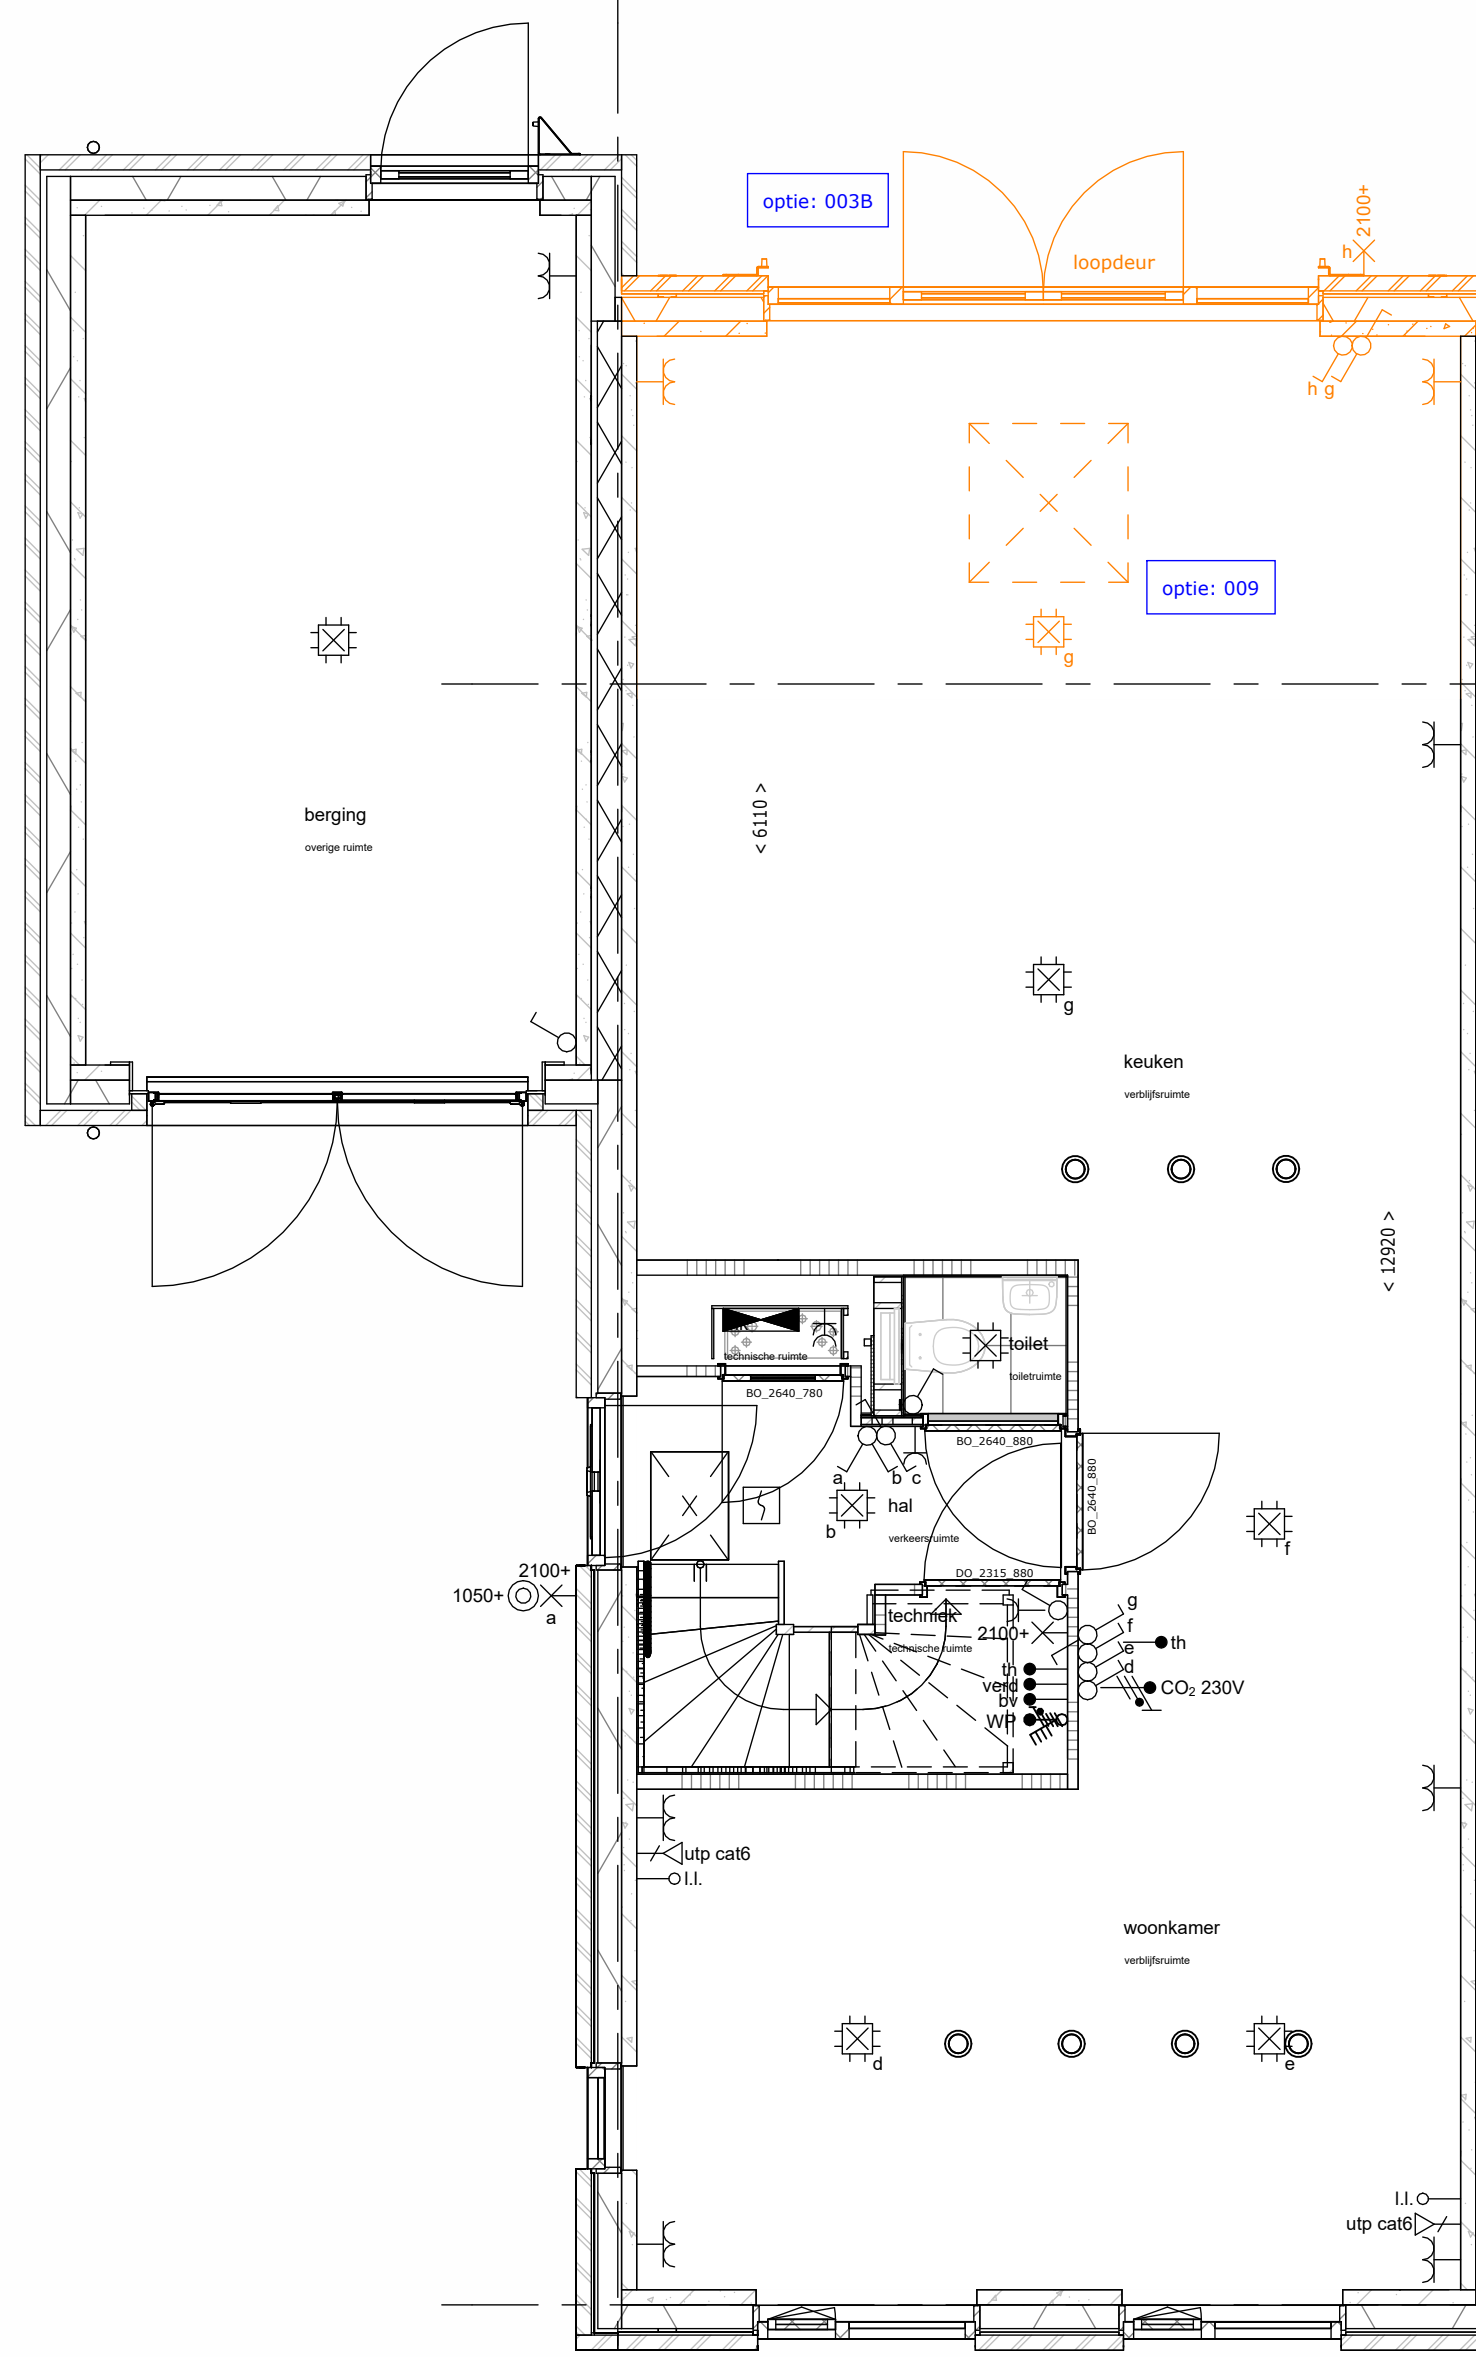 optie: 003B
loopdeur
h
2100+
h g
optie: 009
g
berging
overige ruimte
< 6110 >
g
keuken
verblijfsruimte
< 12920 >
technische ruimte
BO_2640_780
toilet
toiletruimte
BO_2640_880
BO_2640_880
a
b
c
hal
verkeersruimte
b
f
DO_2315_880
2100+
1050+
a
techniek
technische ruimte
2100+
g
f
e
d
th
CO₂ 230V
th
verd
bv
WP
utp cat6
l.l.
woonkamer
verblijfsruimte
d
e
l.l.
utp cat6